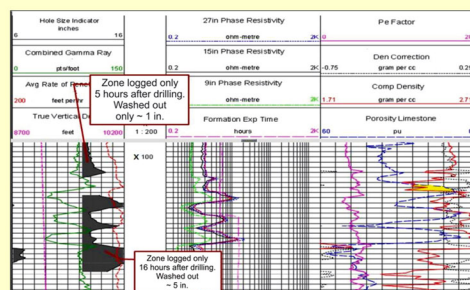 Hole Size Indicator
inches
6 16
Combined Gamma Ray
0 150
Avg Rate of
200 feet per hr
True Vertical
8700 feet 10200
1 : 200
X 100
27in Phase Resistivity
0.2 ohm-metre 2K
15in Phase Resistivity
ohm-metre
9in Phase Resistivity
ohm-metre 2K
Formation Exp Time
0.2 hours 2K
Pe Factor
0
Den Correction
-0.75 gram per cc
Comp Density
1.71 gram per cc
Porosity Limestone
60 pu
Zone logged only
5 hours after drilling.
Washed out
only ~ 1 in.
Zone logged only
16 hours after drilling.
Washed out
~ 5 in.